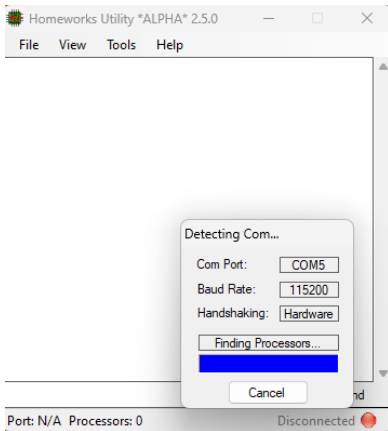 Homeworks Utility *ALPHA* 2.5.0
File View Tools Help
Detecting Com...
Com Port: COM5
Baud Rate: 115200
Handshaking: Hardware
Finding Processors...
Cancel
Port: N/A Processors: 0 Disconnected